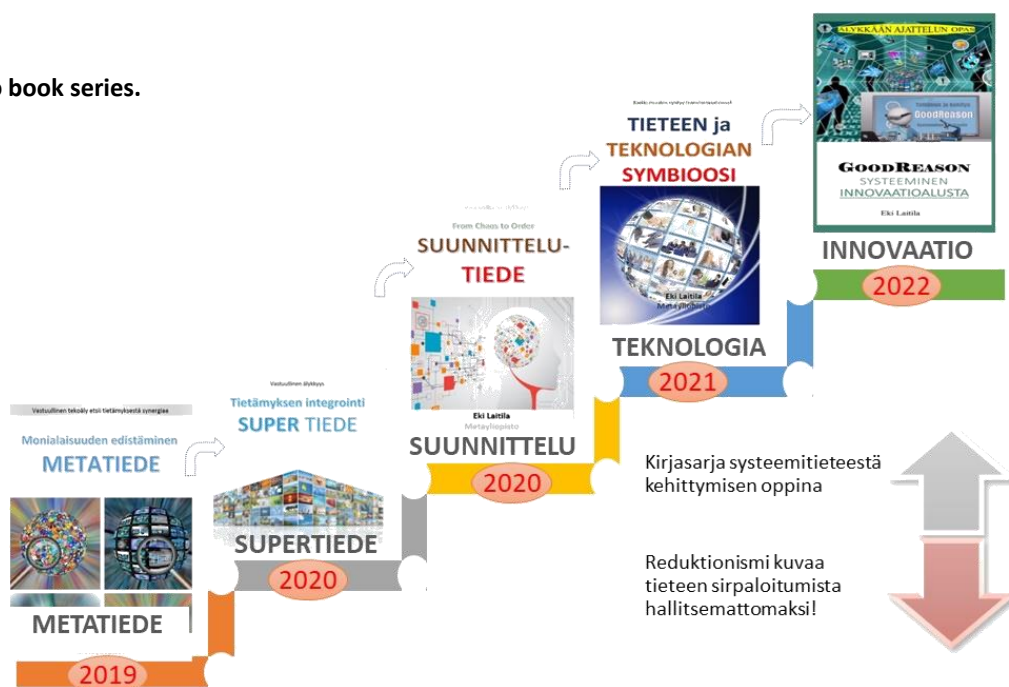 book series.
Vastuullinen tekoäly etsii tietämyksestä synergiaa
Monialaisuuden edistäminen
METATIEDE
METATIEDE
2019
Vastuullinen älykkyys
Tietämyksen integrointi
SUPER TIEDE
SUPERTIEDE
2020
From Chaos to Order
SUUNNITTELU-
TIEDE
Eki Laitila
Metayliopisto
SUUNNITTELU
2020
TIETEEN ja
TEKNOLOGIAN
SYMBIOOSI
Eki Laitila
Metayliopisto
TEKNOLOGIA
2021
ÄLYKKÄÄN AJATTELUN OPAS
GoodReason
GOODREASON
SYSTEEMINEN
INNOVAATIOALUSTA
Eki Laitila
INNOVAATIO
2022
Kirjasarja systeemitieteestä
kehittymisen oppina
Reduktionismi kuvaa
tieteen sirpaloitumista
hallitsemattomaksi!